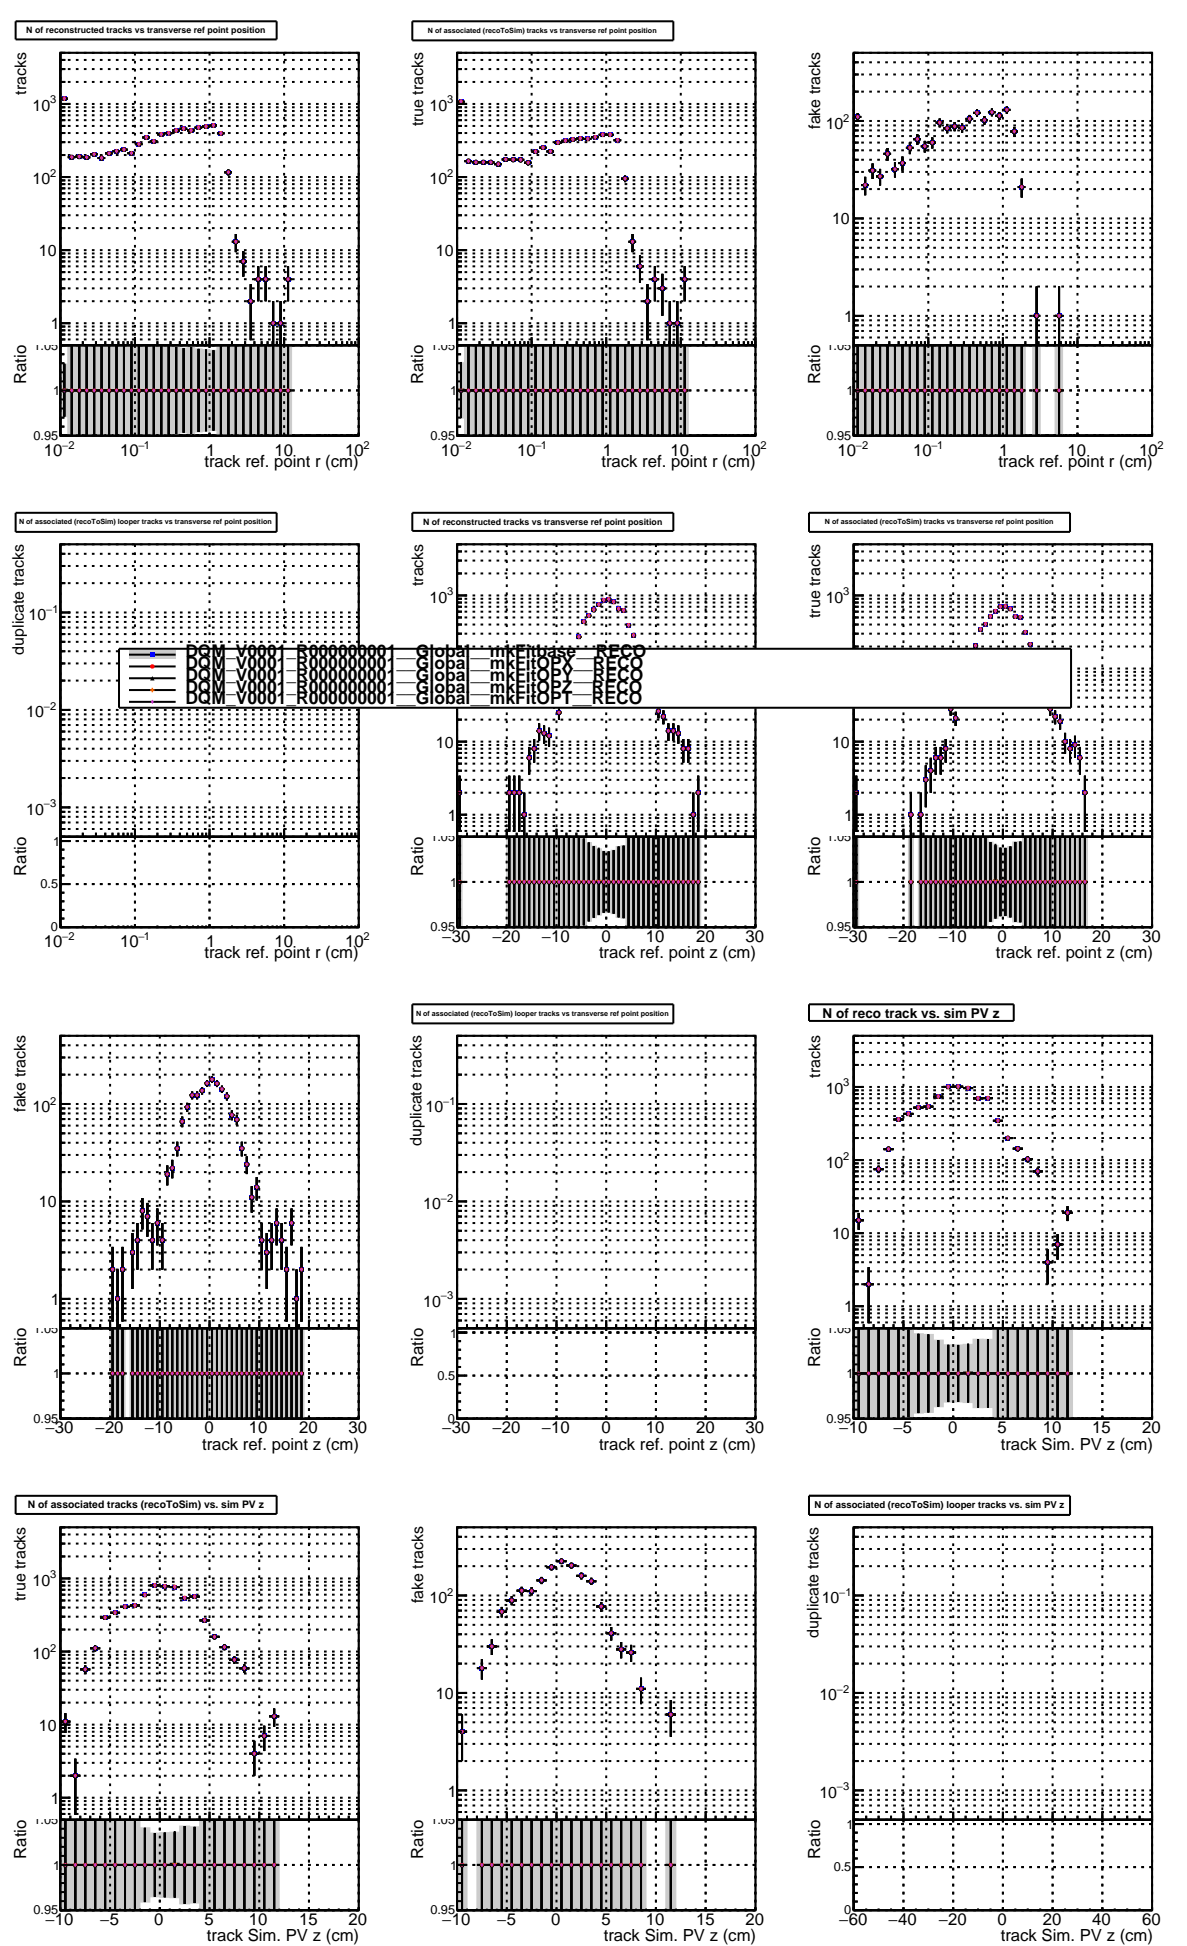 N of reconstructed tracks vs transverse ref point position
N of associated (recoToSim) tracks vs transverse ref point position
tracks
10³
10²
10
1
Ratio
1.05
1
0.95
10⁻² 10⁻¹ 1 10 10²
track ref. point r (cm)
true tracks
10³
10²
10
1
Ratio
1.05
1
0.95
10⁻² 10⁻¹ 1 10 10²
track ref. point r (cm)
fake tracks
10²
10
1
Ratio
1.05
1
0.95
10⁻² 10⁻¹ 1 10 10²
track ref. point r (cm)
N of associated (recoToSim) looper tracks vs transverse ref point position
N of reconstructed tracks vs transverse ref point position
N of associated (recoToSim) tracks vs transverse ref point position
duplicate tracks
10⁻¹
10⁻²
10⁻³
Ratio
1
0.5
0
10⁻² 10⁻¹ 1 10 10²
track ref. point r (cm)
tracks
10³
10
1
Ratio
1.05
1
0.95
−30 −20 −10 0 10 20 30
track ref. point z (cm)
true tracks
10³
10
1
Ratio
1.05
1
0.95
−30 −20 −10 0 10 20 30
track ref. point z (cm)
DQM_V0001_R000000001__Global__mkFitbase__RECO
DQM_V0001_R000000001__Global__mkFitOPX__RECO
DQM_V0001_R000000001__Global__mkFitOPY__RECO
DQM_V0001_R000000001__Global__mkFitOPZ__RECO
DQM_V0001_R000000001__Global__mkFitOPT__RECO
N of associated (recoToSim) looper tracks vs transverse ref point position
N of reco track vs. sim PV z
fake tracks
10²
10
1
Ratio
1.05
1
0.95
−30 −20 −10 0 10 20 30
track ref. point z (cm)
duplicate tracks
10⁻¹
10⁻²
10⁻³
Ratio
1
0.5
0
−30 −20 −10 0 10 20 30
track ref. point z (cm)
tracks
10³
10²
10
1
Ratio
1.05
1
0.95
−10 −5 0 5 10 15 20
track Sim. PV z (cm)
N of associated tracks (recoToSim) vs. sim PV z
N of associated (recoToSim) looper tracks vs. sim PV z
true tracks
10³
10²
10
1
Ratio
1.05
1
0.95
−10 −5 0 5 10 15 20
track Sim. PV z (cm)
fake tracks
10²
10
1
Ratio
1.05
1
0.95
−10 −5 0 5 10 15 20
track Sim. PV z (cm)
duplicate tracks
10⁻¹
10⁻²
10⁻³
Ratio
1
0.5
0
−60 −40 −20 0 20 40 60
track Sim. PV z (cm)